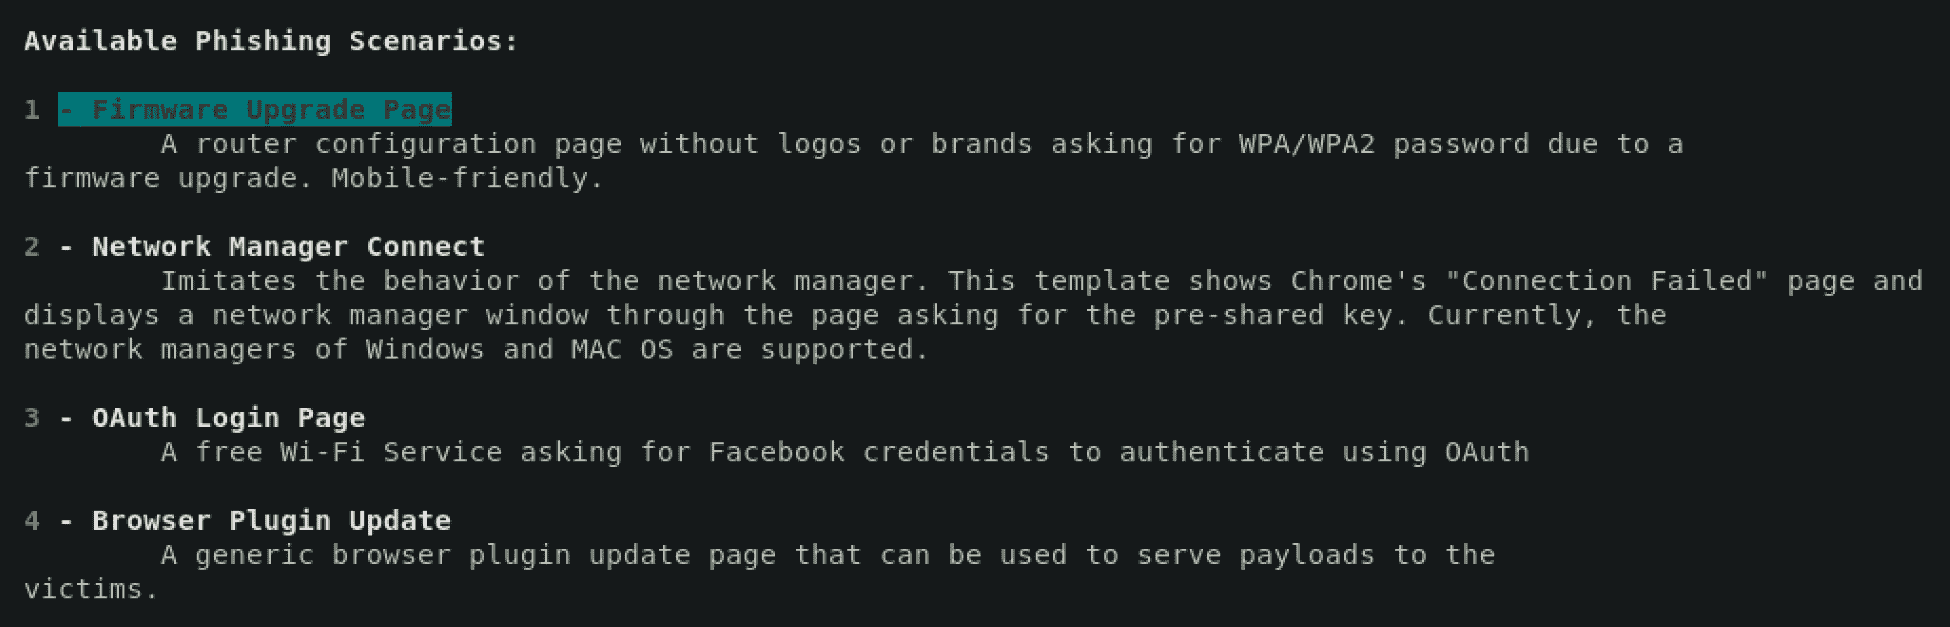 Available Phishing Scenarios:
1 - Firmware Upgrade Page
A router configuration page without logos or brands asking for WPA/WPA2 password due to a
firmware upgrade. Mobile-friendly.
2 - Network Manager Connect
Imitates the behavior of the network manager. This template shows Chrome's "Connection Failed" page and
displays a network manager window through the page asking for the pre-shared key. Currently, the
network managers of Windows and MAC OS are supported.
3 - OAuth Login Page
A free Wi-Fi Service asking for Facebook credentials to authenticate using OAuth
4 - Browser Plugin Update
A generic browser plugin update page that can be used to serve payloads to the
victims.